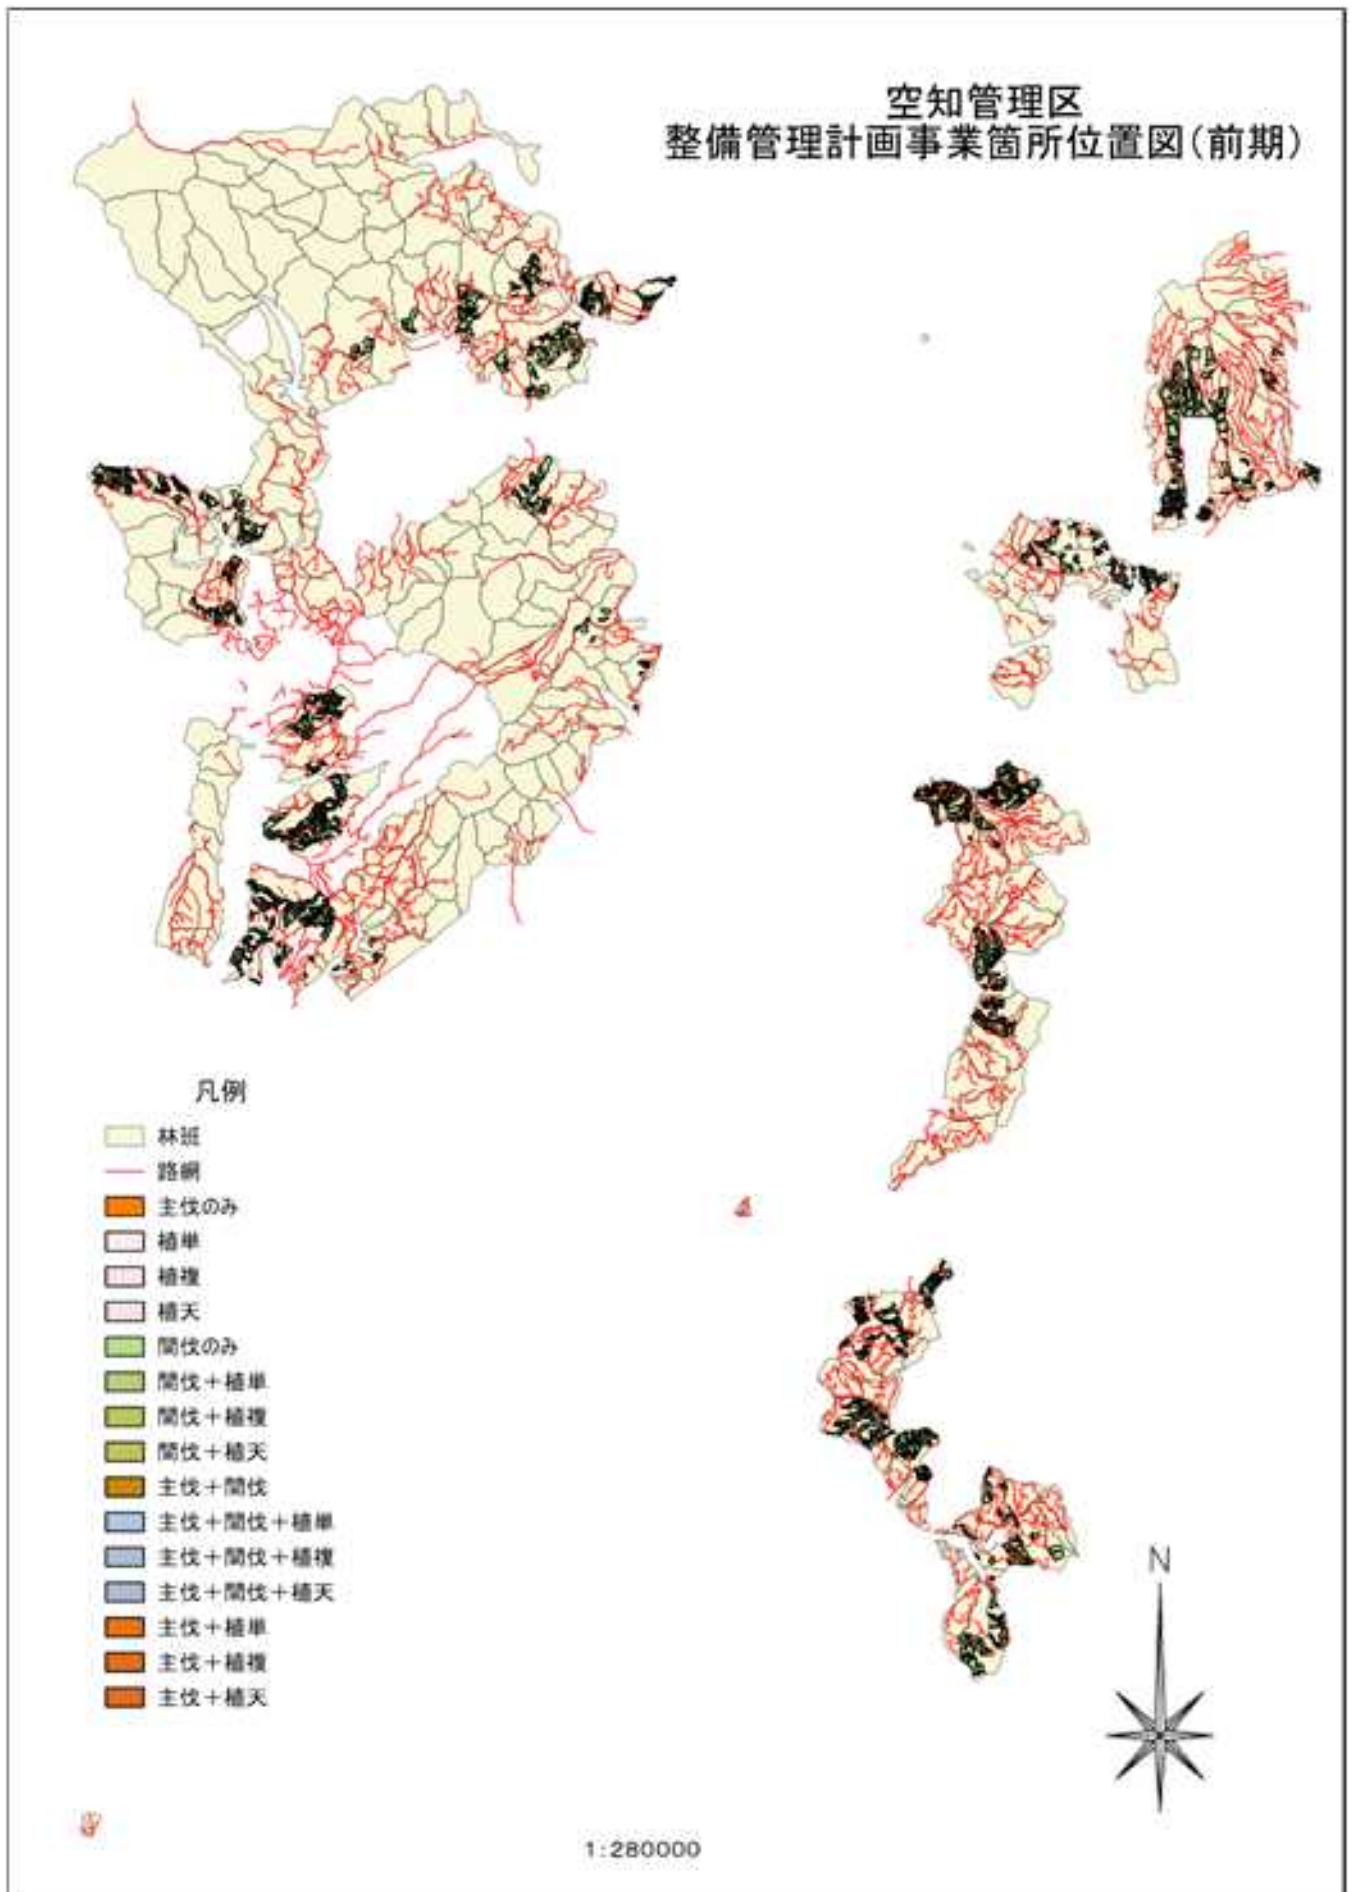 空知管理区
整備管理計画事業箇所位置図(前期)
凡例
林班
路網
主伐のみ
植単
植複
植天
間伐のみ
間伐+植単
間伐+植複
間伐+植天
主伐+間伐
主伐+間伐+植単
主伐+間伐+植複
主伐+間伐+植天
主伐+植単
主伐+植複
主伐+植天
N
1:280000